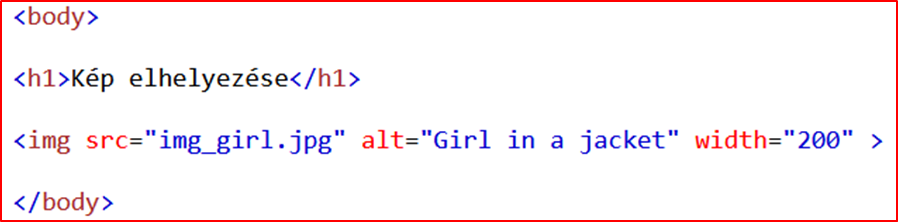 <body>
<h1>Kép elhelyezése</h1>
<img src="img_girl.jpg" alt="Girl in a jacket" width="200" >
</body>